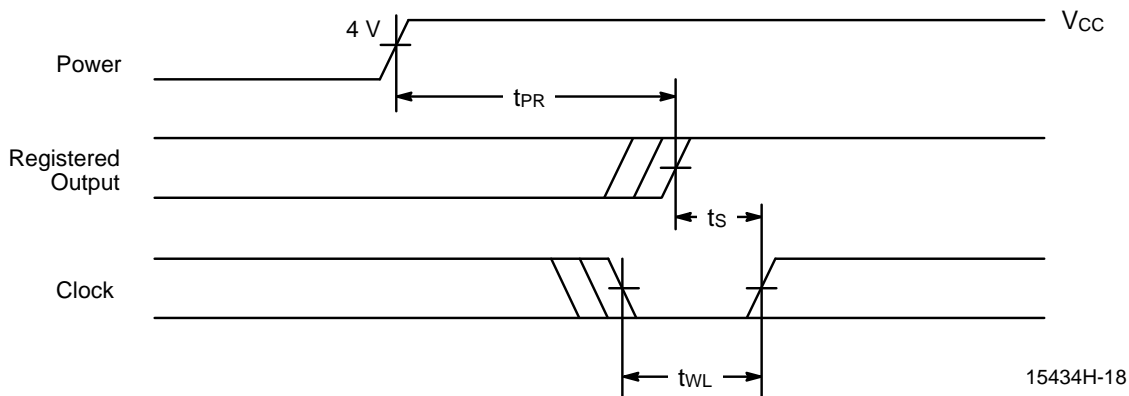 4 V
VCC
Power
tPR
Registered
Output
tS
Clock
tWL
15434H-18